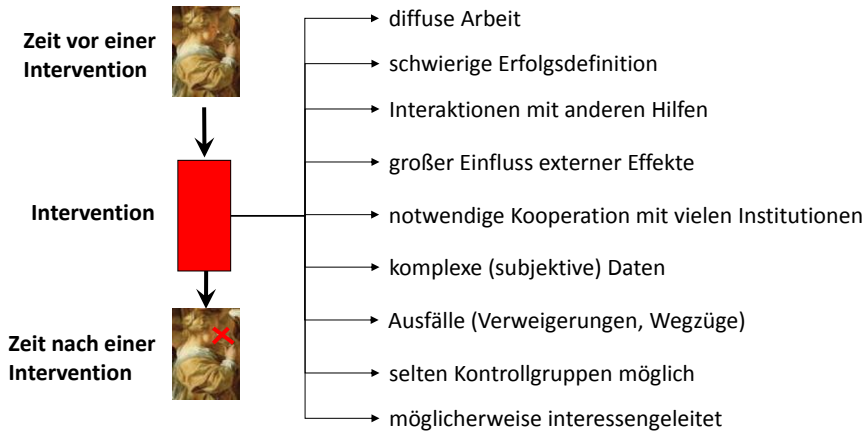 Zeit vor einer
Intervention
Intervention
Zeit nach einer
Intervention
diffuse Arbeit
schwierige Erfolgsdefinition
Interaktionen mit anderen Hilfen
großer Einfluss externer Effekte
notwendige Kooperation mit vielen Institutionen
komplexe (subjektive) Daten
Ausfälle (Verweigerungen, Wegzüge)
selten Kontrollgruppen möglich
möglicherweise interessengeleitet